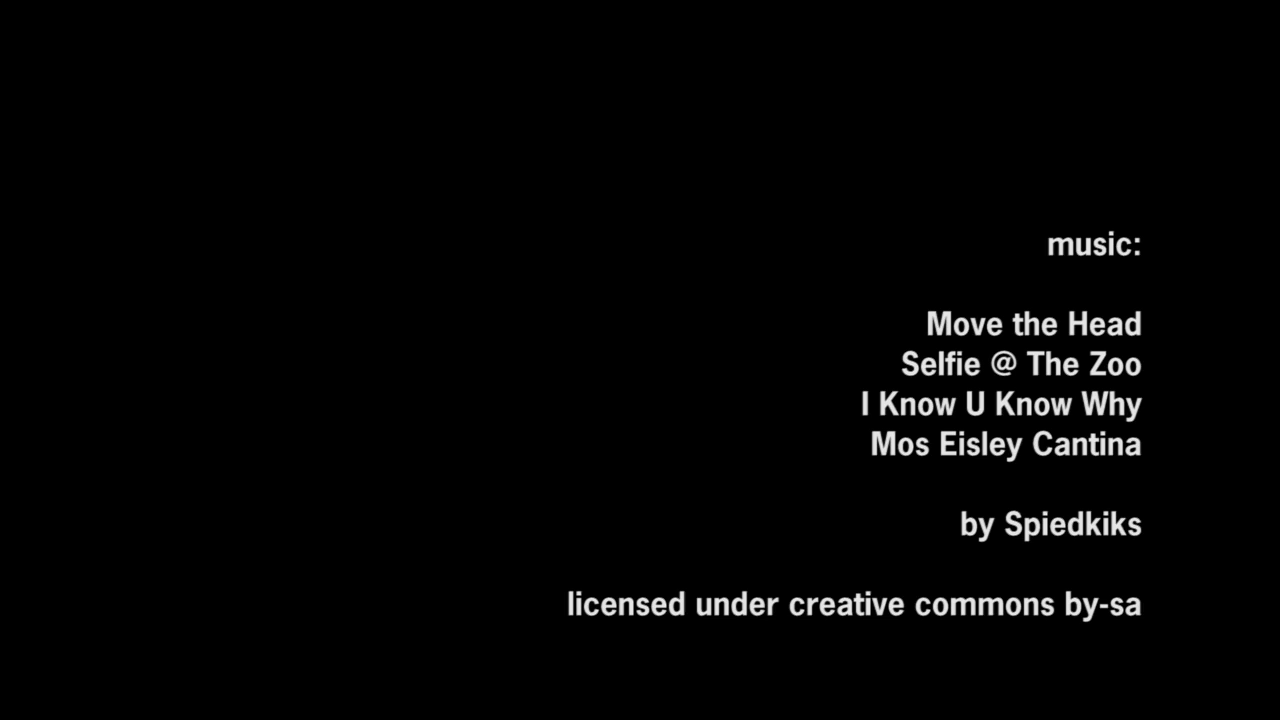 music:
Move the Head
Selfie @ The Zoo
I Know U Know Why
Mos Eisley Cantina
by Spiedkiks
licensed under creative commons by-sa